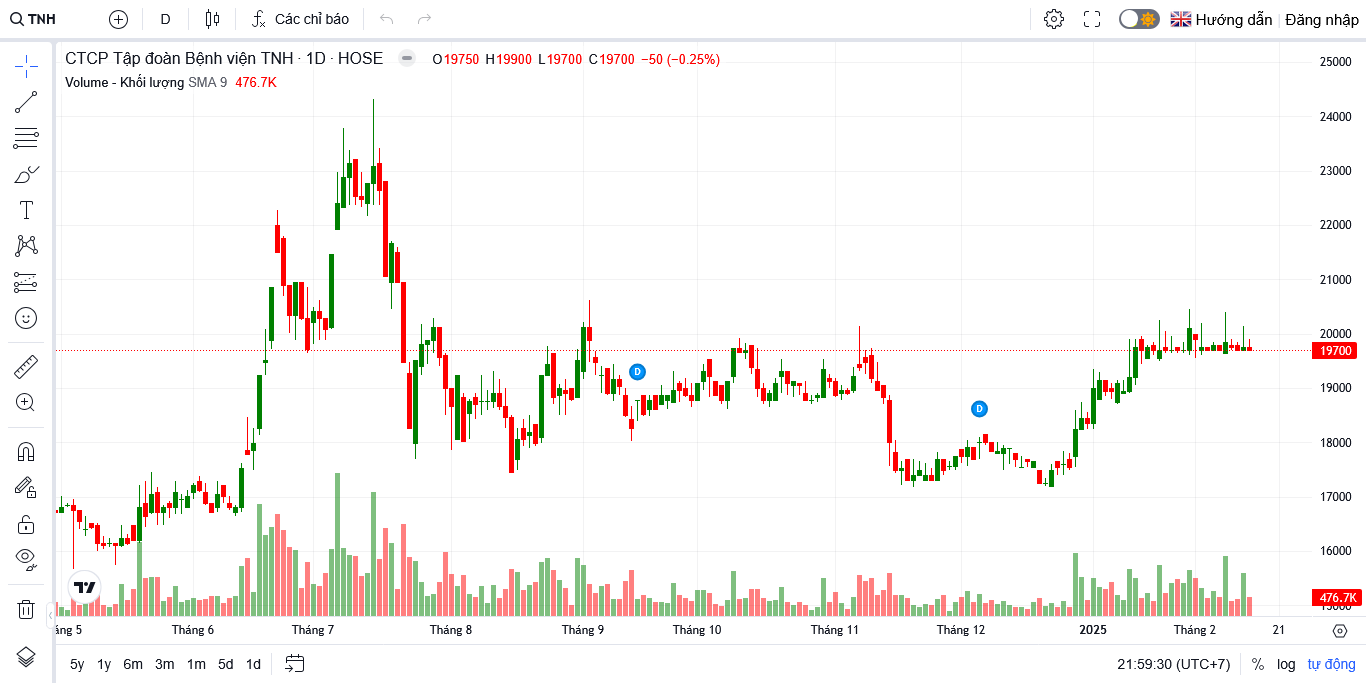 TNH D Các chỉ báo Hướng dẫn Đăng nhập
CTCP Tập đoàn Bệnh viện TNH · 1D · HOSE O19750 H19900 L19700 C19700 −50 (−0.25%)
Volume - Khối lượng SMA 9 476.7K
25000
24000
23000
22000
21000
20000
19700
19000
18000
17000
16000
476.7K
15000
D
D
áng 5 Tháng 6 Tháng 7 Tháng 8 Tháng 9 Tháng 10 Tháng 11 Tháng 12 2025 Tháng 2 21
5y 1y 6m 3m 1m 5d 1d 21:59:30 (UTC+7) % log tự động